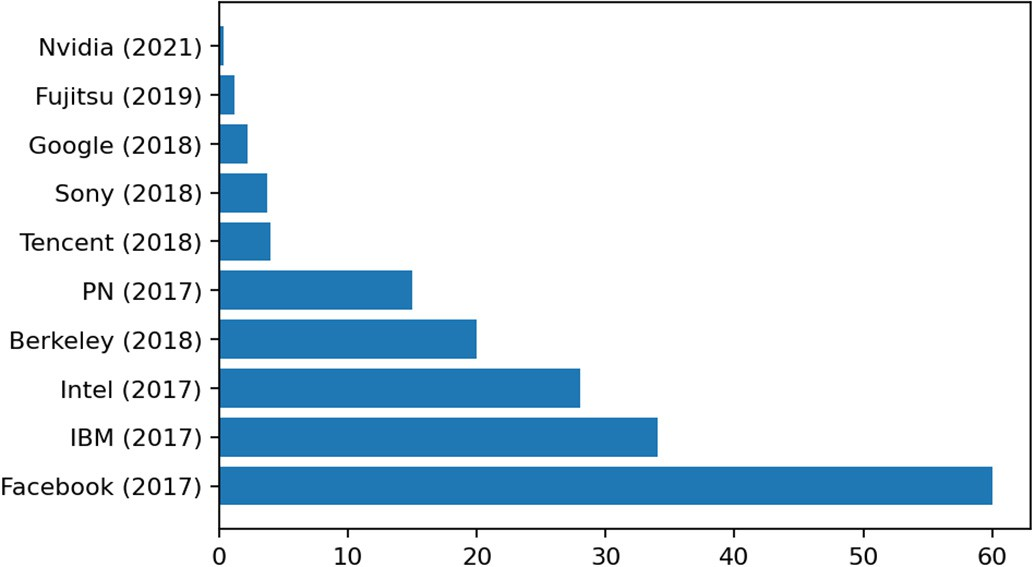 Nvidia (2021)
Fujitsu (2019)
Google (2018)
Sony (2018)
Tencent (2018)
PN (2017)
Berkeley (2018)
Intel (2017)
IBM (2017)
Facebook (2017)
0 10 20 30 40 50 60